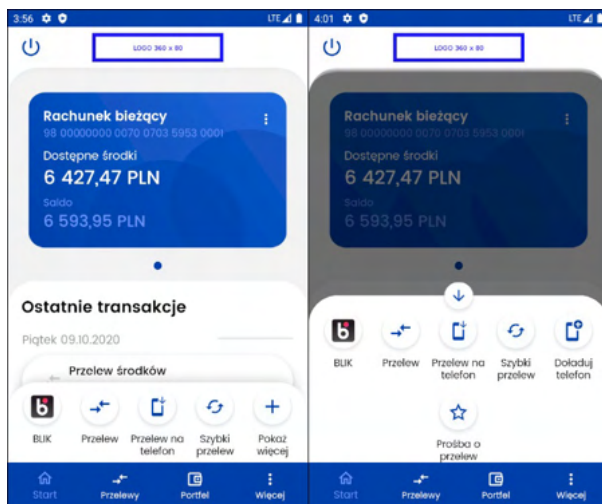 3:56
LTE
LOGO 360 x 80
Rachunek bieżący
98 00000000 0070 0703 5953 0001
Dostępne środki
6 427,47 PLN
Saldo
6 593,95 PLN
Ostatnie transakcje
Piątek 09.10.2020
Przelew środków
BLIK
Przelew
Przelew na
telefon
Szybki
przelew
Pokaż
więcej
Start
Przelewy
Portfel
Więcej
4:01
LTE
LOGO 360 x 80
Rachunek bieżący
98 00000000 0070 0703 5953 0001
Dostępne środki
6 427,47 PLN
Saldo
6 593,95 PLN
BLIK
Przelew
Przelew na
telefon
Szybki
przelew
Doładuj
telefon
Prośba o
przelew
Start
Przelewy
Portfel
Więcej